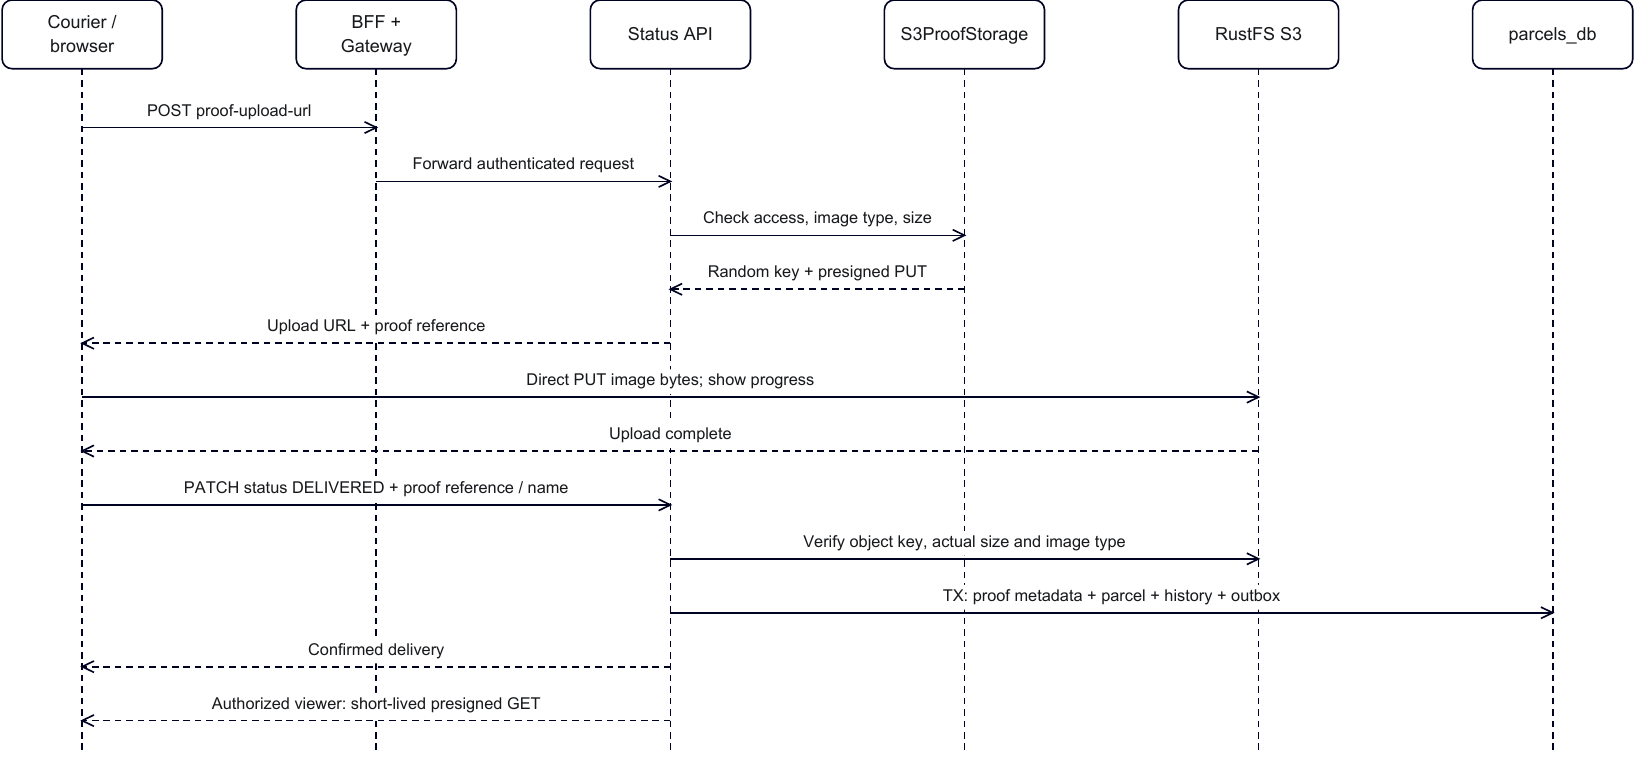 Courier /
browser
BFF +
Gateway
Status API
S3ProofStorage
RustFS S3
parcels_db
POST proof-upload-url
Forward authenticated request
Check access, image type, size
Random key + presigned PUT
Upload URL + proof reference
Direct PUT image bytes; show progress
Upload complete
PATCH status DELIVERED + proof reference / name
Verify object key, actual size and image type
TX: proof metadata + parcel + history + outbox
Confirmed delivery
Authorized viewer: short-lived presigned GET